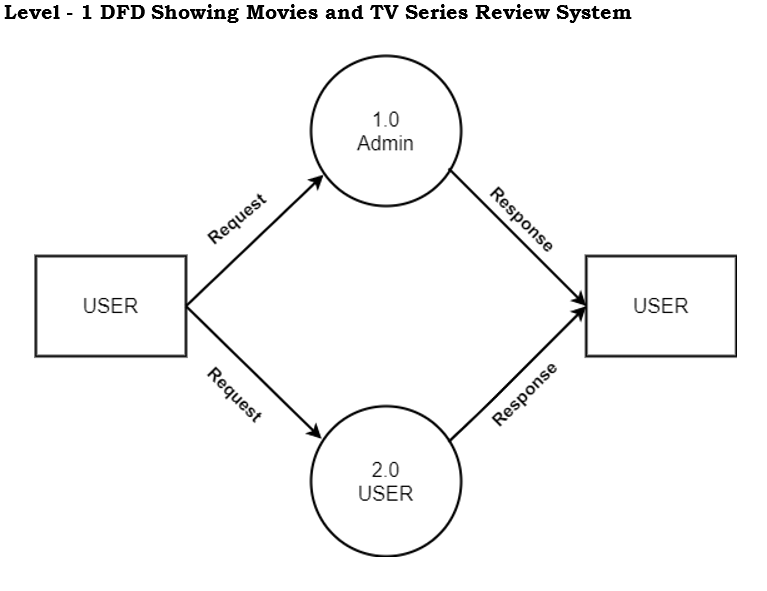 Level - 1 DFD Showing Movies and TV Series Review System
1.0
Admin
Request
Response
USER
USER
Request
Response
2.0
USER